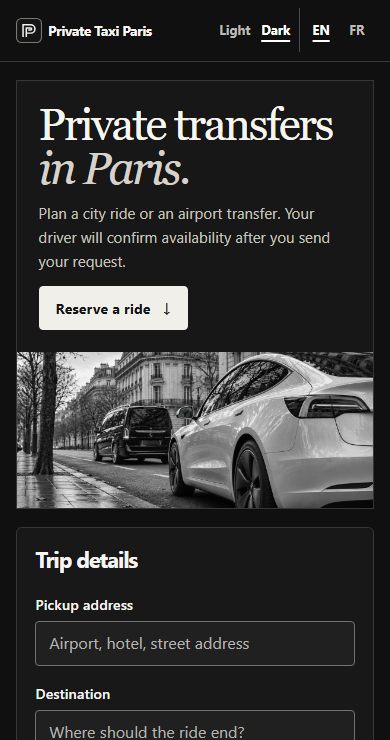 Private Taxi Paris
Light Dark EN FR
Private transfers
in Paris.
Plan a city ride or an airport transfer. Your
driver will confirm availability after you send
your request.
Reserve a ride ↓
Trip details
Pickup address
Airport, hotel, street address
Destination
Where should the ride end?